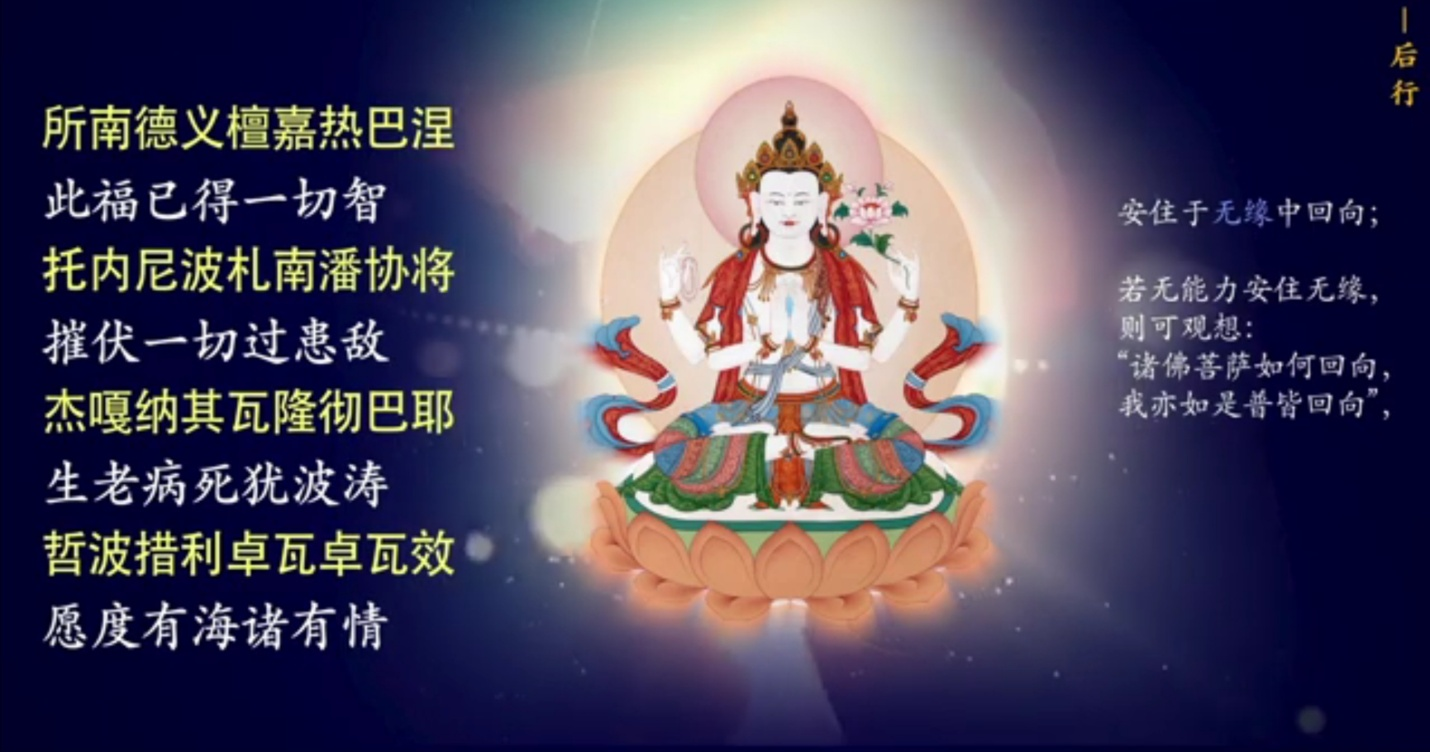 所南德义檀嘉热巴涅
此福已得一切智
托内尼波札南潘协将
摧伏一切过患敌
杰嘎纳其瓦隆彻巴耶
生老病死犹波涛
哲波措利卓瓦卓瓦效
愿度有海诸有情
安住于无缘中回向；
若无能力安住无缘，
则可观想：
“诸佛菩萨如何回向，
我亦如是普皆回向”，
—后行